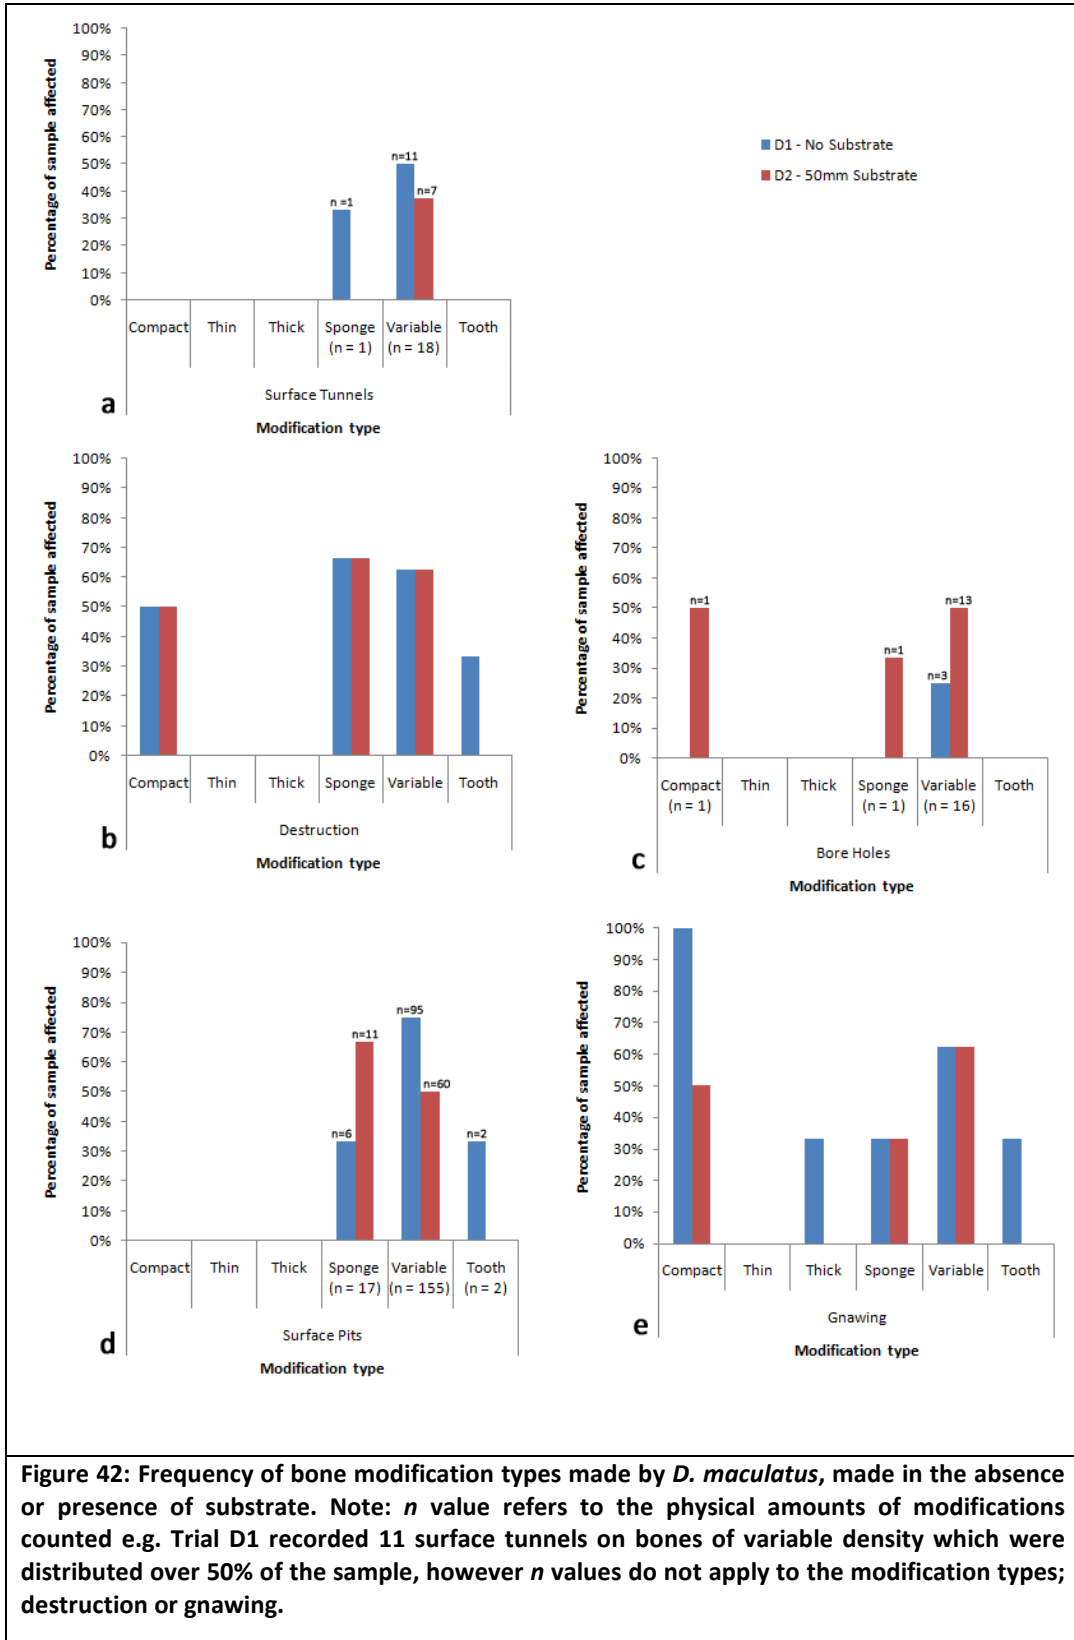 100%
90%
80%
70%
60%
50%
40%
30%
20%
10%
0%
Percentage of sample affected
n =1
n=11
n=7
Compact Thin Thick Sponge Variable Tooth
(n = 1) (n = 18)
Surface Tunnels
a
Modification type
D1 - No Substrate
D2 - 50mm Substrate
100%
90%
80%
70%
60%
50%
40%
30%
20%
10%
0%
Percentage of sample affected
Compact Thin Thick Sponge Variable Tooth
Destruction
b
Modification type
100%
90%
80%
70%
60%
50%
40%
30%
20%
10%
0%
Percentage of sample affected
n=1
n=1
n=3
n=13
Compact Thin Thick Sponge Variable Tooth
(n = 1) (n = 1) (n = 16)
Bore Holes
c
Modification type
100%
90%
80%
70%
60%
50%
40%
30%
20%
10%
0%
Percentage of sample affected
n=6
n=11
n=95
n=60
n=2
Compact Thin Thick Sponge Variable Tooth
(n = 17) (n = 155) (n = 2)
Surface Pits
d
Modification type
100%
90%
80%
70%
60%
50%
40%
30%
20%
10%
0%
Percentage of sample affected
Compact Thin Thick Sponge Variable Tooth
Gnawing
e
Modification type
Figure 42: Frequency of bone modification types made by D. maculatus, made in the absence
or presence of substrate. Note: n value refers to the physical amounts of modifications
counted e.g. Trial D1 recorded 11 surface tunnels on bones of variable density which were
distributed over 50% of the sample, however n values do not apply to the modification types;
destruction or gnawing.